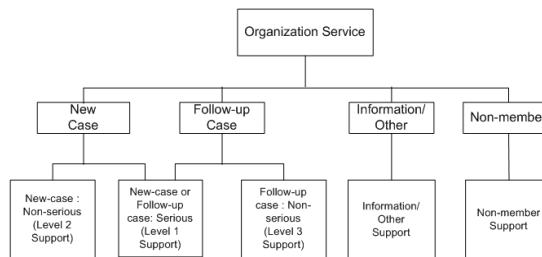 Organization Service
New
Case
Follow-up
Case
Information/
Other
Non-member
New-case :
Non-serious
(Level 2
Support)
New-case or
Follow-up
case: Serious
(Level 1
Support)
Follow-up
case : Non-
serious
(Level 3
Support)
Information/
Other
Support
Non-member
Support